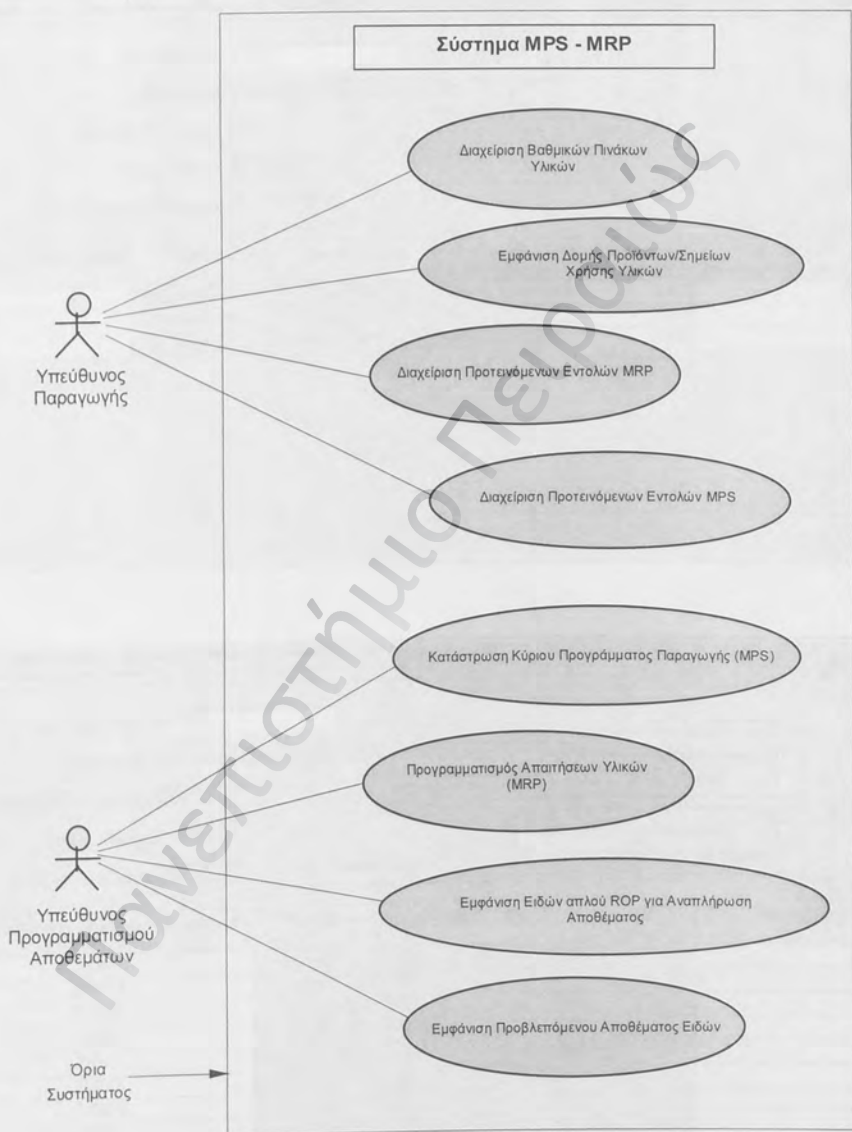 Σύστημα MPS - MRP
Διαχείριση Βαθμικών Πινάκων
Υλικών
Εμφάνιση Δομής Προϊόντων/Σημείων
Χρήσης Υλικών
Υπεύθυνος
Παραγωγής
Διαχείριση Προτεινόμενων Εντολών MRP
Διαχείριση Προτεινόμενων Εντολών MPS
Κατάστρωση Κύριου Προγράμματος Παραγωγής (MPS)
Προγραμματισμός Απαιτήσεων Υλικών
(MRP)
Υπεύθυνος
Προγραμματισμού
Αποθεμάτων
Εμφάνιση Ειδών απλού ROP για Αναπλήρωση
Αποθέματος
Εμφάνιση Προβλεπόμενου Αποθέματος Ειδών
Όρια
Συστήματος
Πανεπιστήμιο Πειραιώς